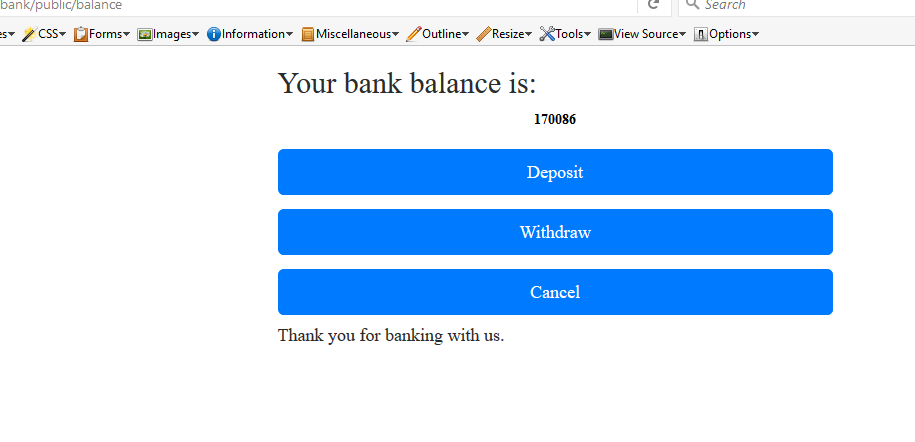 bank/public/balance
Search
es CSS Forms Images Information Miscellaneous Outline Resize Tools View Source Options
Your bank balance is:
170086
Deposit
Withdraw
Cancel
Thank you for banking with us.